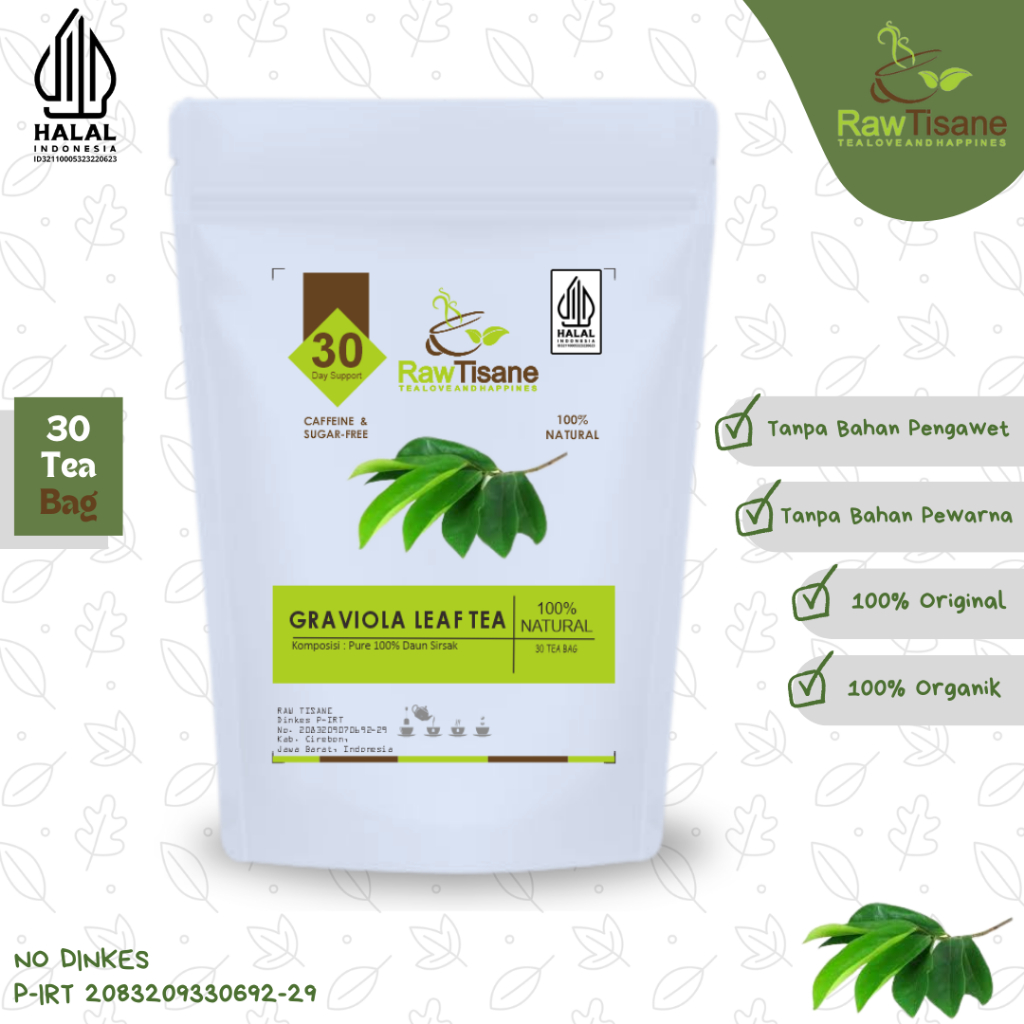 HALAL
INDONESIA
ID32110005323220623
RawTisane
TEALOVEANDHAPPINES
30
Day Support
RawTisane
TEALOVEANDHAPPINES
HALAL
INDONESIA
CAFFEINE &
SUGAR-FREE
100%
NATURAL
30
Tea
Bag
Tanpa Bahan Pengawet
Tanpa Bahan Pewarna
100% Original
100% Organik
GRAVIOLA LEAF TEA
Komposisi : Pure 100% Daun Sirsak
100%
NATURAL
30 TEA BAG
RAW TISANE
Dinkes P-IRT
No. 2083209070692-29
Kab. Cirebon,
Jawa Barat, Indonesia
NO DINKES
P-IRT 2083209330692-29